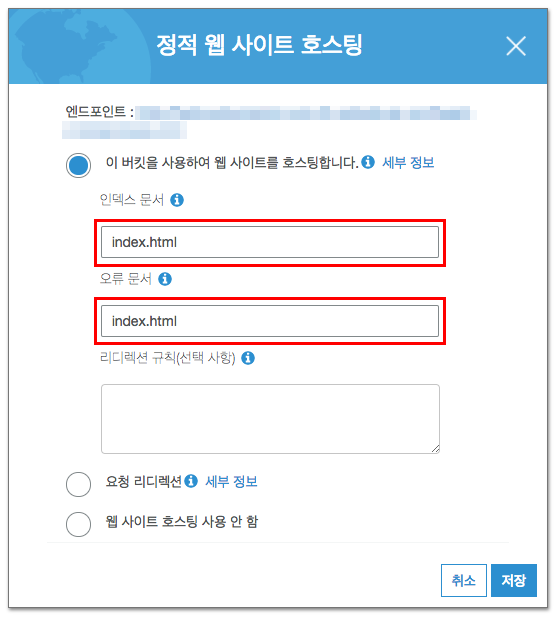 정적 웹 사이트 호스팅
엔드포인트 :
이 버킷을 사용하여 웹 사이트를 호스팅합니다. 세부 정보
인덱스 문서
index.html
오류 문서
index.html
리디렉션 규칙(선택 사항)
요청 리디렉션 세부 정보
웹 사이트 호스팅 사용 안 함
취소 저장